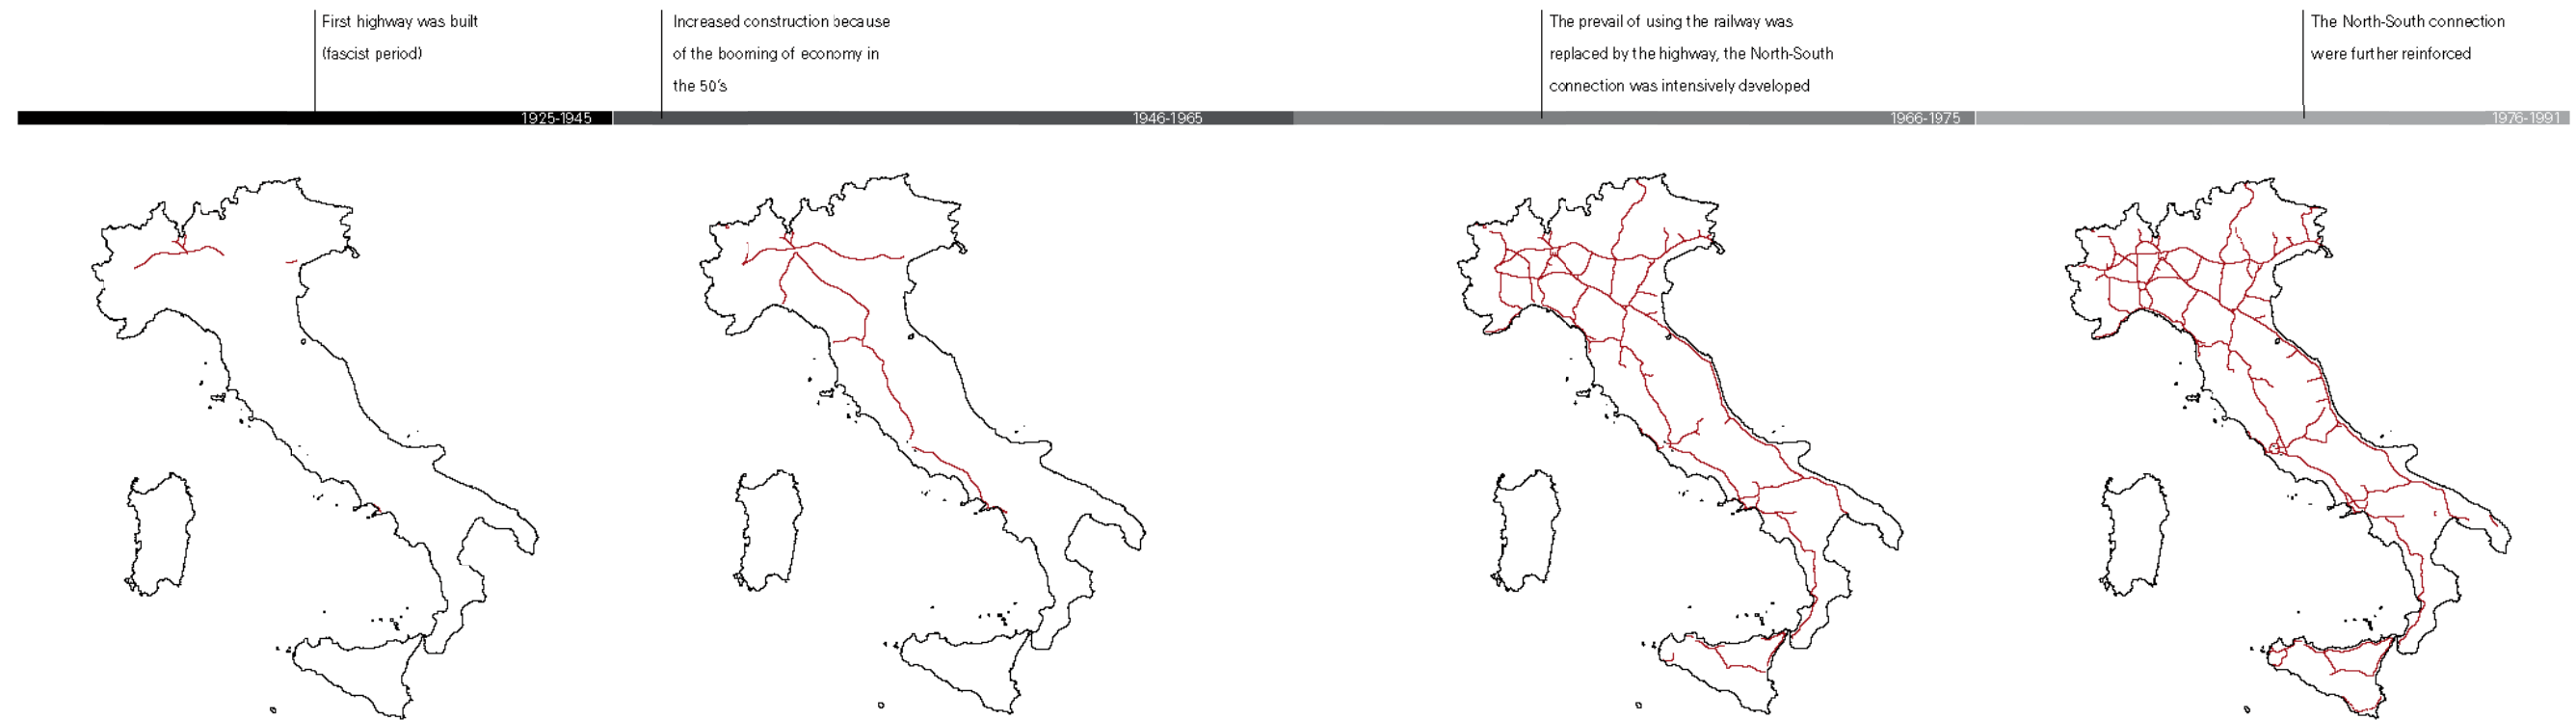 First highway was built
(fascist period)
Increased construction because
of the booming of economy in
the 50's
The prevail of using the railway was
replaced by the highway, the North-South
connection was intensively developed
The North-South connection
were further reinforced
1925-1945
1946-1965
1966-1975
1976-1991